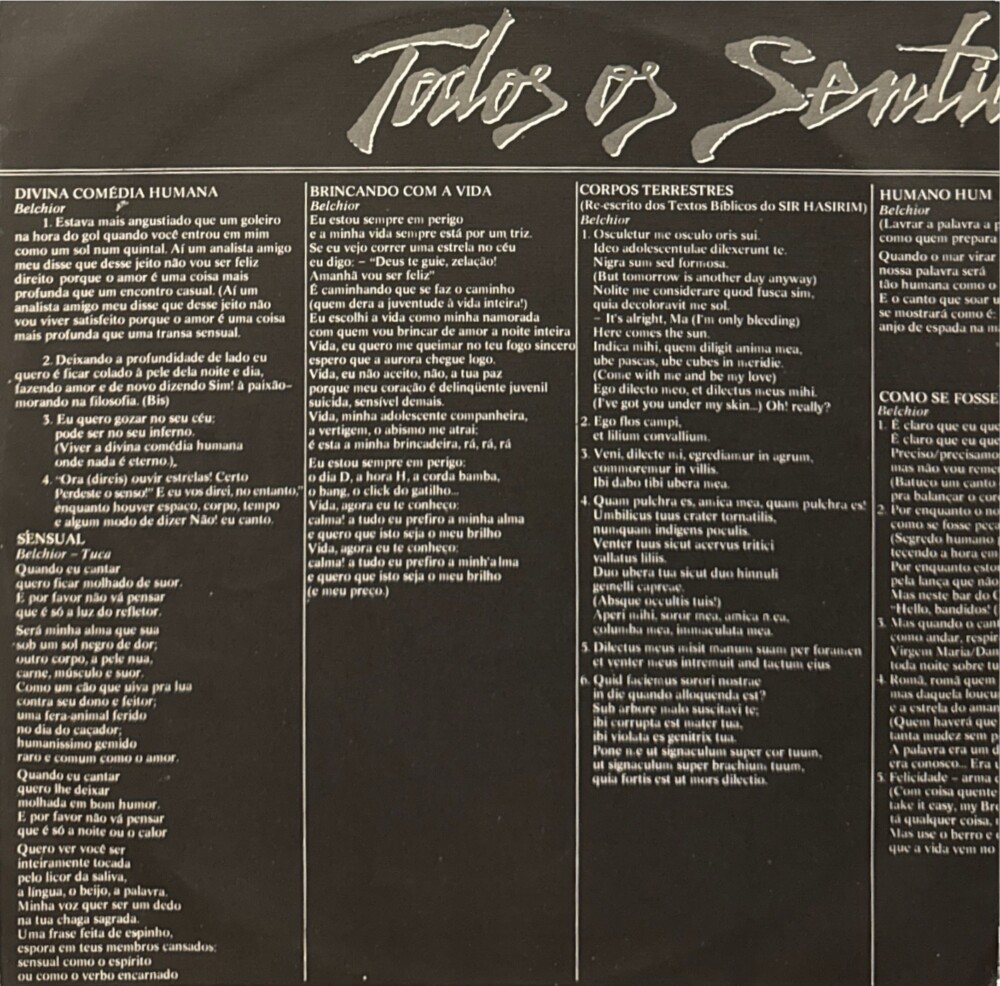 Todos os Senti
DIVINA COMÉDIA HUMANA
Belchior
1. Estava mais angustiado que um goleiro
na hora do gol quando você entrou em mim
como um sol num quintal. Aí um analista amigo
meu disse que desse jeito não vou ser feliz
direito porque o amor é uma coisa mais
profunda que um encontro casual. (Aí um
analista amigo meu disse que desse jeito não
vou viver satisfeito porque o amor é uma coisa
mais profunda que uma transa sensual.
2. Deixando a profundidade de lado eu
quero é ficar colado à pele dela noite e dia,
fazendo amor e de novo dizendo Sim! à paixão–
morando na filosofia. (Bis)
3. Eu quero gozar no seu céu:
pode ser no seu inferno.
(Viver a divina comédia humana
onde nada é eterno.).
4. "Ora (direis) ouvir estrelas! Certo
Perdeste o senso!" E eu vos direi, no entanto,"
enquanto houver espaço, corpo, tempo
e algum modo de dizer Não! eu canto.
SENSUAL
Belchior – Tuca
Quando eu cantar
quero ficar molhado de suor.
E por favor não vá pensar
que é só a luz do refletor.
Será minha alma que sua
sob um sol negro de dor;
outro corpo, a pele nua,
carne, músculo e suor.
Como um cão que uiva pra lua
contra seu dono e feitor;
uma fera-animal ferido
no dia do caçador;
humaníssimo gemido
raro e comum como o amor.
Quando eu cantar
quero lhe deixar
molhada em bom humor.
E por favor não vá pensar
que é só a noite ou o calor
Quero ver você ser
inteiramente tocada
pelo licor da saliva,
a língua, o beijo, a palavra.
Minha voz quer ser um dedo
na tua chaga sagrada.
Uma frase feita de espinho,
espora em teus membros cansados:
sensual como o espírito
ou como o verbo encarnado
BRINCANDO COM A VIDA
Belchior
Eu estou sempre em perigo
e a minha vida sempre está por um triz.
Se eu vejo correr uma estrela no céu
eu digo: – "Deus te guie, zelação!
Amanhã vou ser feliz"
É caminhando que se faz o caminho
(quem dera a juventude à vida inteira!)
Eu escolhi a vida como minha namorada
com quem vou brincar de amor a noite inteira
Vida, eu quero me queimar no teu fogo sincero
espero que a aurora chegue logo.
Vida, eu não aceito, não, a tua paz
porque meu coração é delinqüente juvenil
suicida, sensível demais.
Vida, minha adolescente companheira,
a vertigem, o abismo me atrai:
é esta a minha brincadeira, rá, rá, rá
Eu estou sempre em perigo:
o dia D, a hora H, a corda bamba,
o bang, o click do gatilho...
Vida, agora eu te conheço:
calma! a tudo eu prefiro a minha alma
e quero que isto seja o meu brilho
Vida, agora eu te conheço:
calma! a tudo eu prefiro a minh'alma
e quero que isto seja o meu brilho
(e meu preço.)
CORPOS TERRESTRES
(Re-escrito dos Textos Bíblicos do SIR HASIRIM)
Belchior
1. Osculetur me osculo oris sui.
Ideo adolescentulae dilexerunt te.
Nigra sum sed formosa.
(But tomorrow is another day anyway)
Nolite me considerare quod fusca sim,
quia decoloravit me sol.
– It's alright, Ma (I'm only bleeding)
Here comes the sun:
Indica mihi, quem diligit anima mea,
ube pascas, ube cubes in meridie.
(Come with me and be my love)
Ego dilecto meo, et dilectus meus mihi.
(I've got you under my skin...) Oh! really?
2. Ego flos campi,
et lilium convallium.
3. Veni, dilecte n.i, egrediamur in agrum,
commoremur in villis.
Ibi dabo tibi ubera mea.
4. Quam pulchra es, amica mea, quam pulchra es!
Umbilicus tuus crater tornatilis,
numquam indigens poculis.
Venter tuus sicut acervus tritici
vallatus liliis.
Duo ubera tua sicut duo hinnuli
gemelli capreae.
(Absque occultis tuis!)
Aperi mihi, soror mea, amica n.ea,
columba mea, immaculata mea.
5. Dilectus meus misit manum suam per foramen
et venter meus intremuit and tactum eius
6. Quid faciemus sorori nostrae
in die quando alloquenda est?
Sub arbore malo suscitavi te;
ibi corrupta est mater tua,
ibi violata es genitrix tua.
Pone n.e ut signaculum super cor tuum,
ut signaculum super brachium tuum,
quia fortis est ut mors dilectio.
HUMANO HUM
Belchior
(Lavrar a palavra a p
como quem prepara
Quando o mar virar
nossa palavra será
tão humana como o
E o canto que soar u
se mostrará como é:
anjo de espada na m
COMO SE FOSSE
Belchior
1. É claro que eu que
É claro que eu que
Preciso/precisamo
mas não vou reme
(Batuco um canto
pra balançar o cor
2. Por enquanto o no
como se fosse pec
(Segredo humano
tecendo a hora em
Por enquanto estou
pela lança que não
Mas neste bar do
"Hello, bandidos! (
3. Mas quando o cant
como andar, respir
Virgem Maria/Dan
toda noite sobre tu
4. Romã, romã quem
mas daquela loucu
e a estrela do aman
(Quem haverá que
tanta mudez sem p
A palavra era um d
era conosco... Era
5. Felicidade – arma
(Com coisa quente
take it easy, my Br
tá qualquer coisa,
Mas use o berro e
que a vida vem no